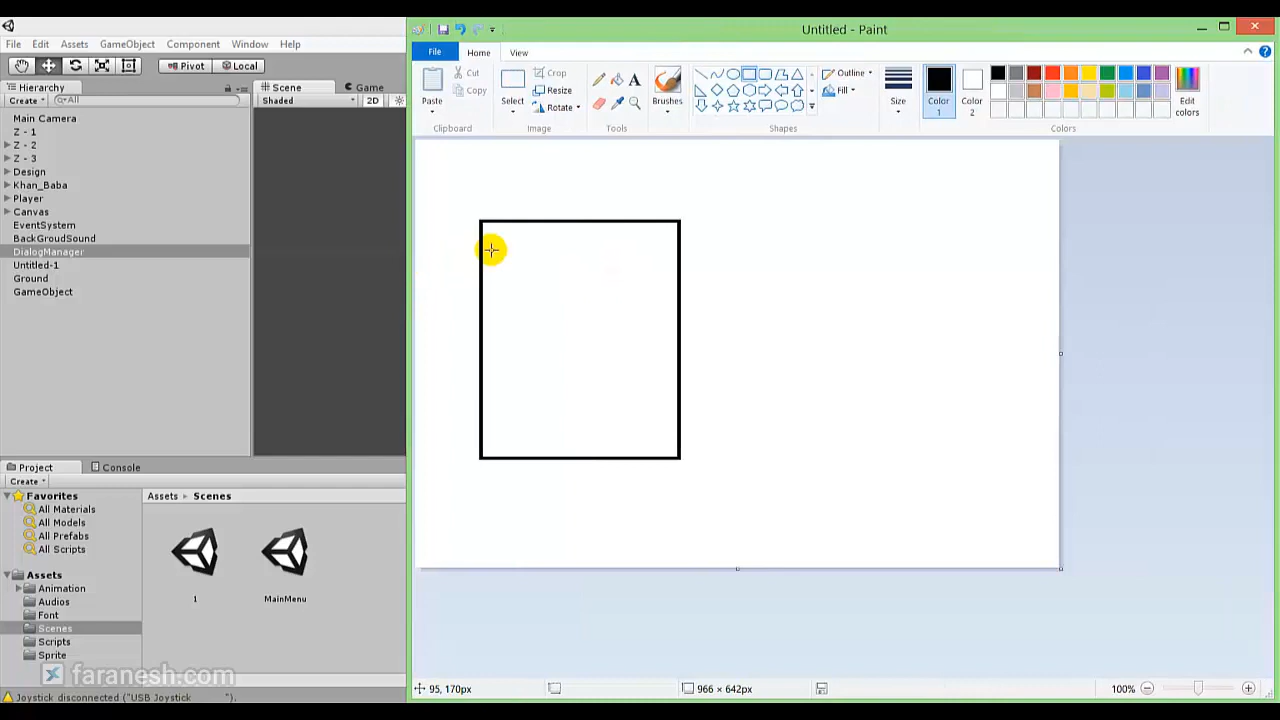 File Edit Assets GameObject Component Window Help
Pivot Local
Hierarchy
Create All
Main Camera
Z - 1
Z - 2
Z - 3
Design
Khan_Baba
Player
Canvas
EventSystem
BackGroudSound
DialogManager
Untitled-1
Ground
GameObject
Scene Game
Shaded 2D
Project Console
Create
Favorites
All Materials
All Models
All Prefabs
All Scripts
Assets
Animation
Audios
Font
Scenes
Scripts
Sprite
Assets Scenes
1
MainMenu
faranesh.com
Joystick disconnected ("USB Joystick ").
Untitled - Paint
File Home View
Paste
Cut
Copy
Clipboard
Select
Crop
Resize
Rotate
Image
A
Tools
Brushes
Shapes
Outline
Fill
Size
Color
1
Color
2
Edit
colors
Colors
95, 170px
966 × 642px
100%